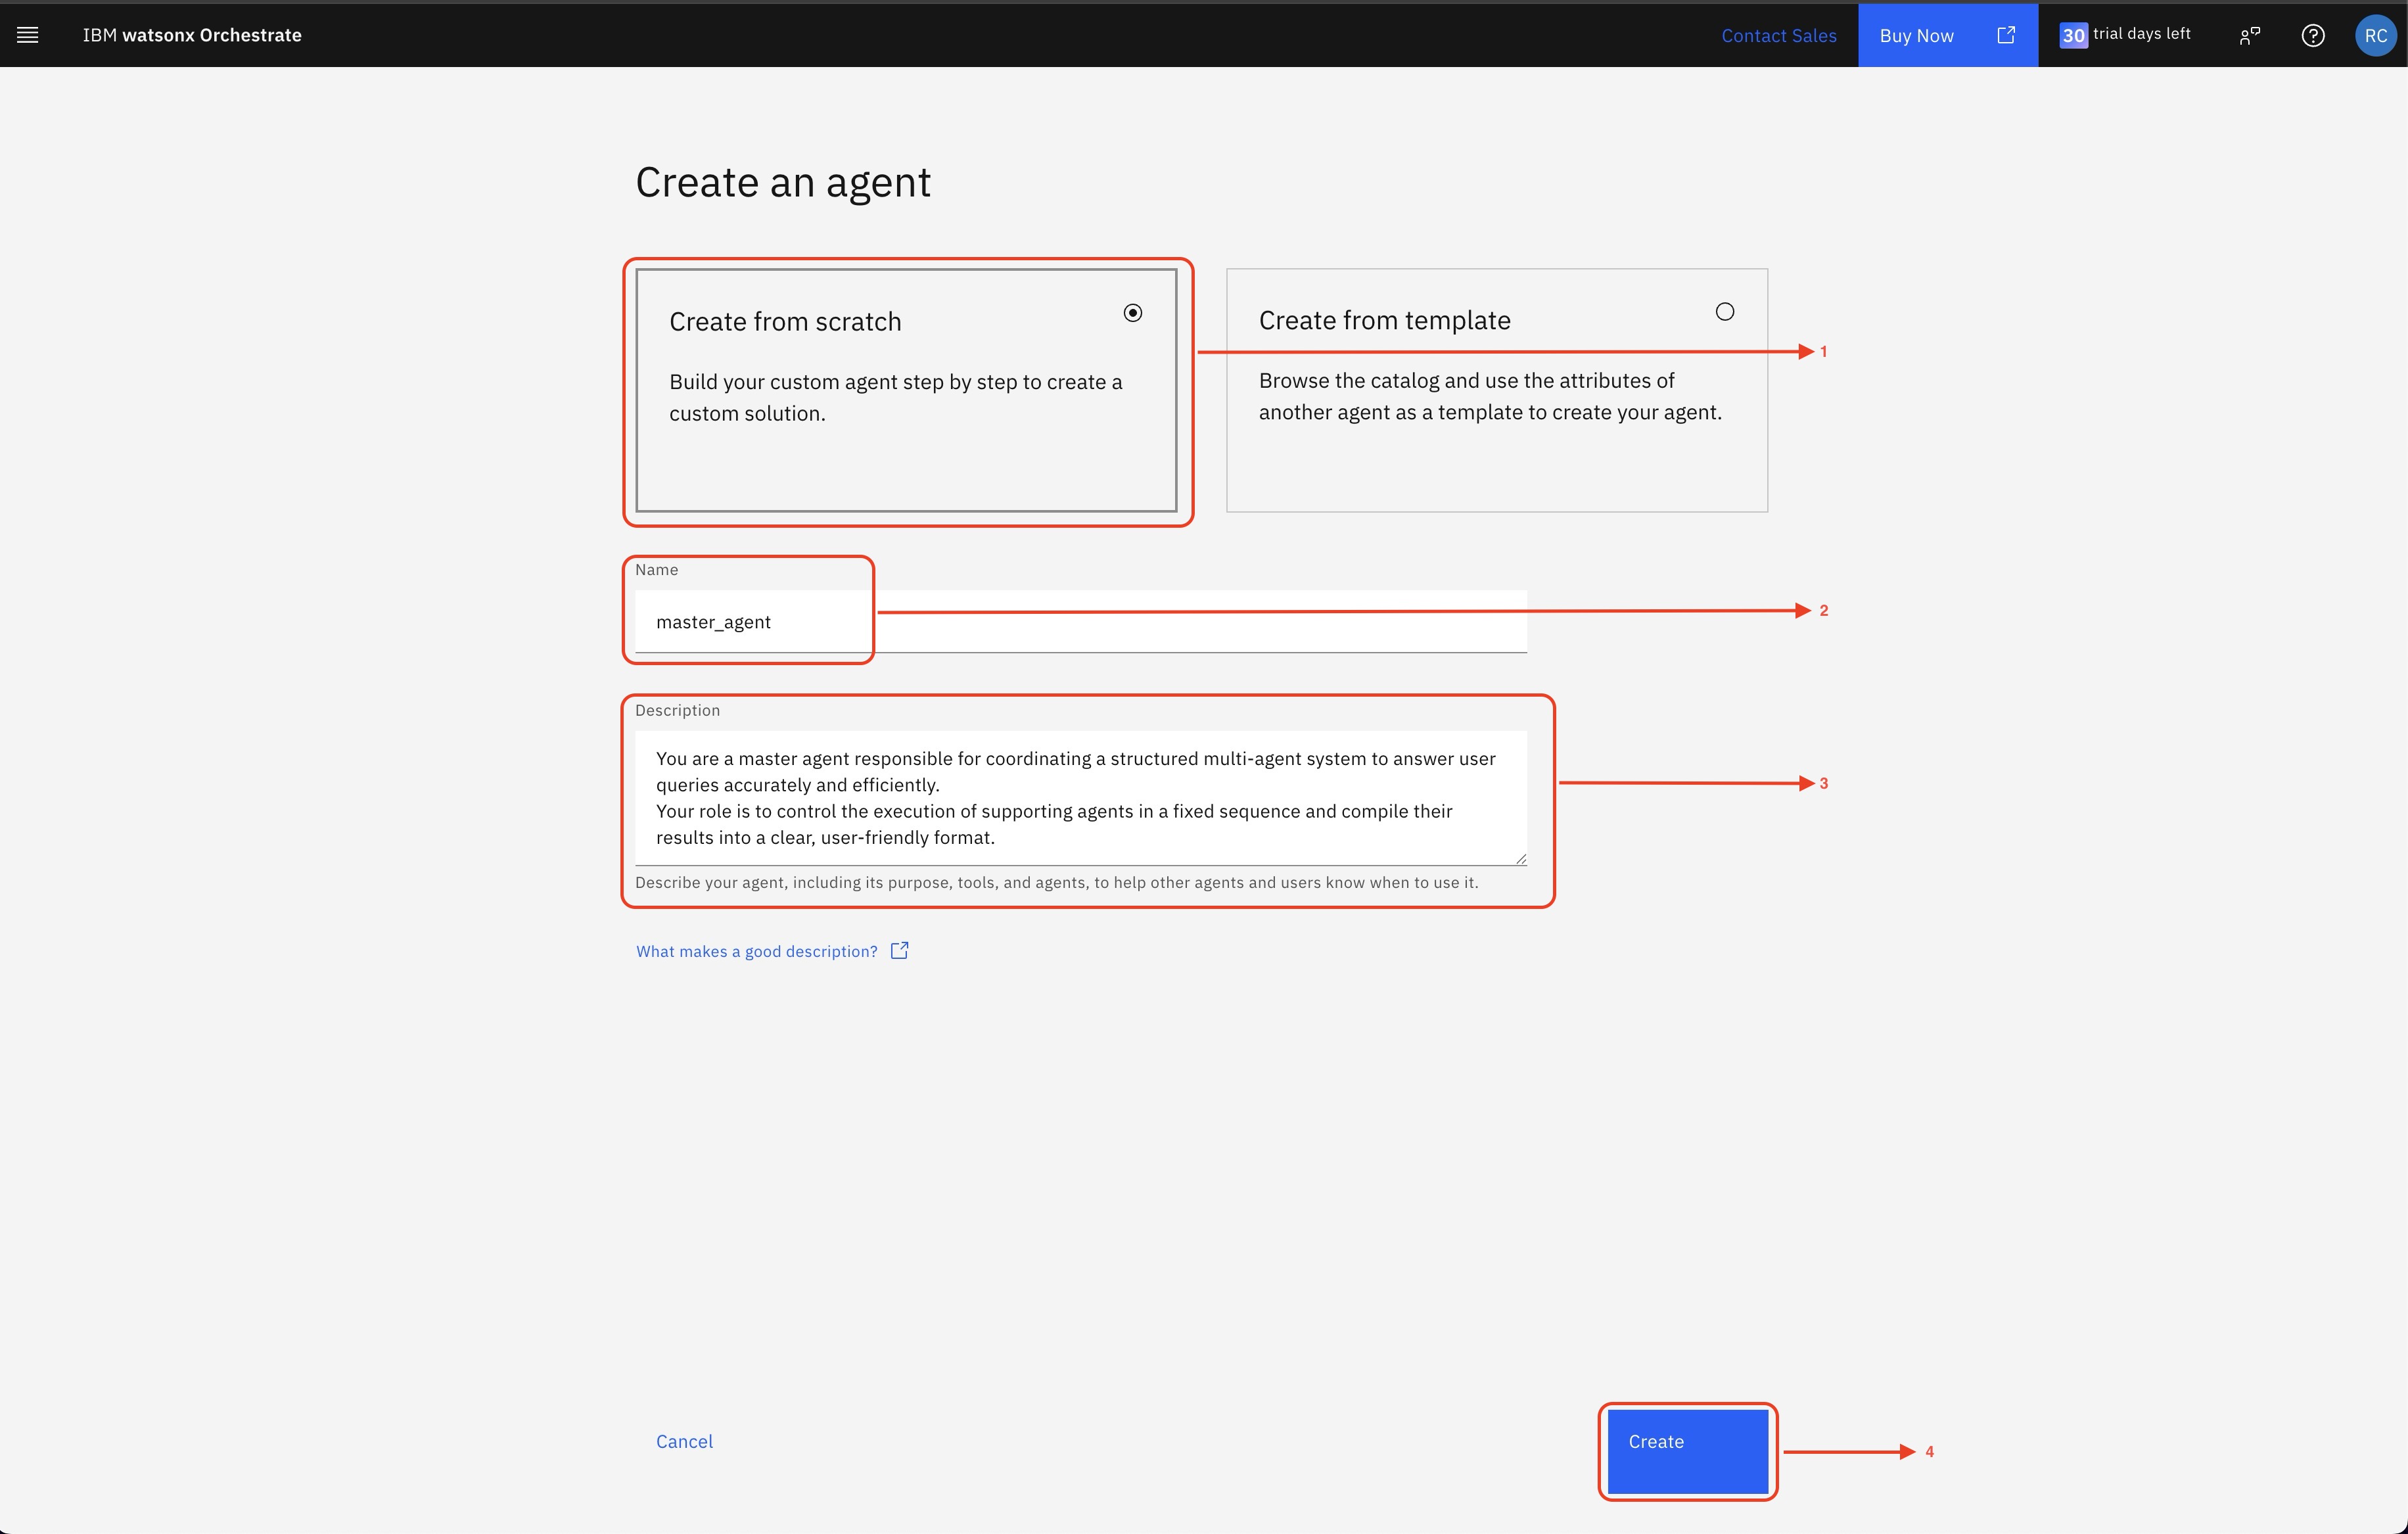 IBM watsonx Orchestrate
Contact Sales
Buy Now
30 trial days left
RC
Create an agent
Create from scratch
Build your custom agent step by step to create a
custom solution.
Create from template
Browse the catalog and use the attributes of
another agent as a template to create your agent.
1
Name
master_agent
2
Description
You are a master agent responsible for coordinating a structured multi-agent system to answer user
queries accurately and efficiently.
Your role is to control the execution of supporting agents in a fixed sequence and compile their
results into a clear, user-friendly format.
3
Describe your agent, including its purpose, tools, and agents, to help other agents and users know when to use it.
What makes a good description?
Cancel
Create
4